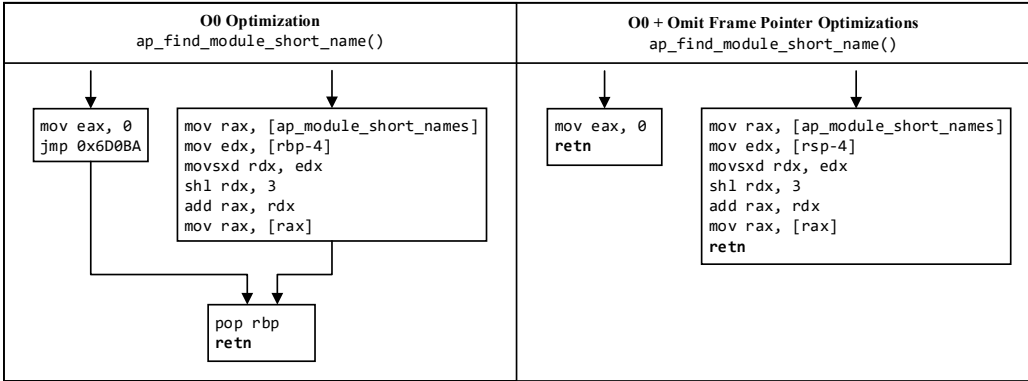 O0 Optimization
ap_find_module_short_name()
O0 + Omit Frame Pointer Optimizations
ap_find_module_short_name()
mov eax, 0
jmp 0x6D0BA
mov rax, [ap_module_short_names]
mov edx, [rbp-4]
movsxd rdx, edx
shl rdx, 3
add rax, rdx
mov rax, [rax]
pop rbp
retn
mov eax, 0
retn
mov rax, [ap_module_short_names]
mov edx, [rsp-4]
movsxd rdx, edx
shl rdx, 3
add rax, rdx
mov rax, [rax]
retn